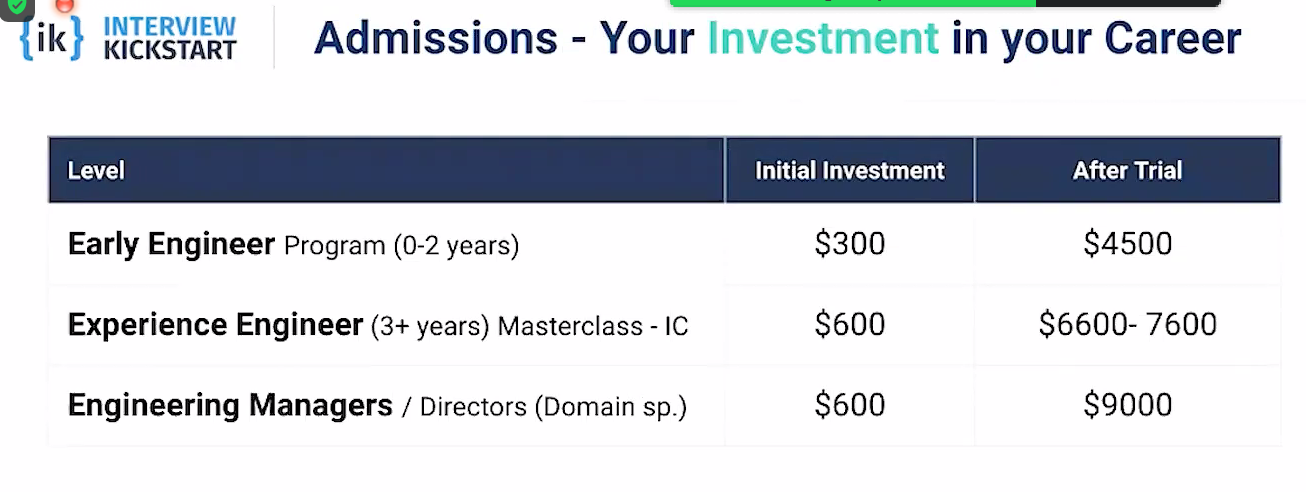 {ik} INTERVIEW KICKSTART
Admissions - Your Investment in your Career
Level Initial Investment After Trial
Early Engineer Program (0-2 years) $300 $4500
Experience Engineer (3+ years) Masterclass - IC $600 $6600- 7600
Engineering Managers / Directors (Domain sp.) $600 $9000